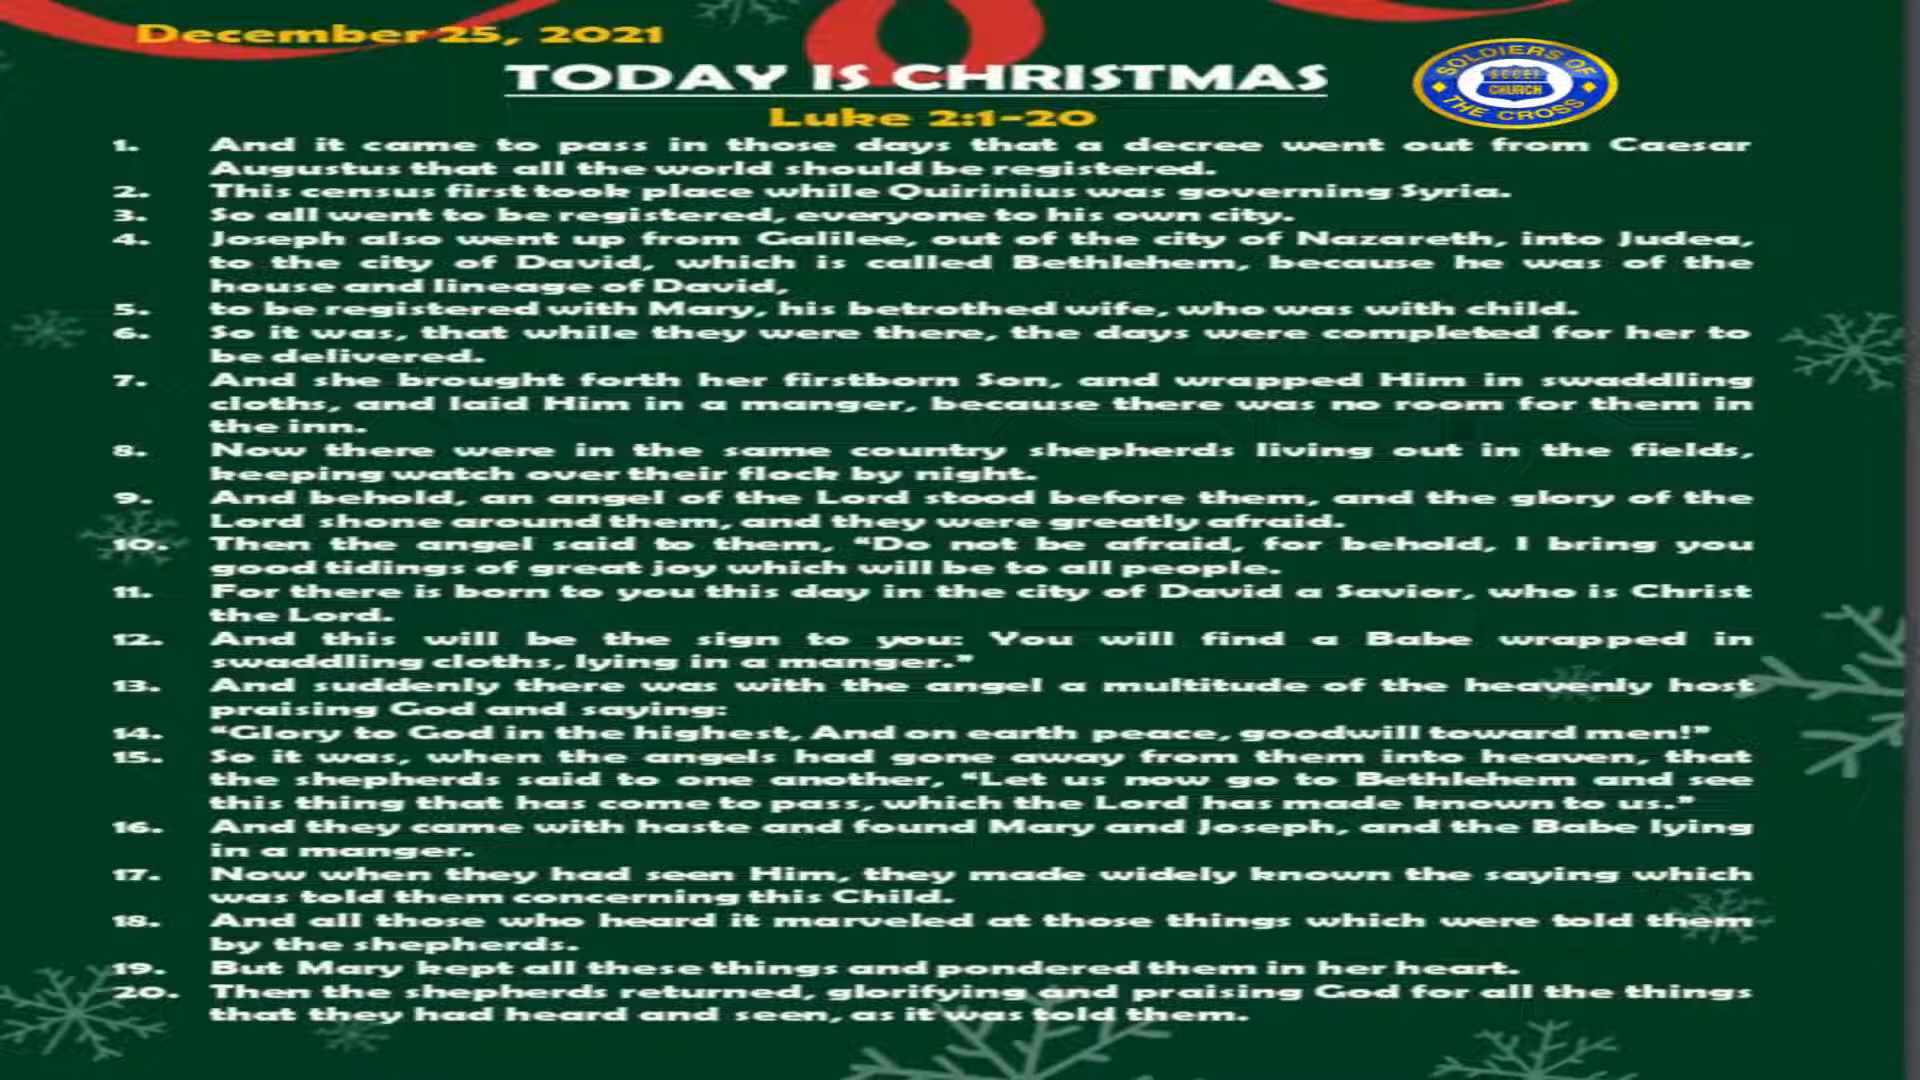 December 25, 2021
TODAY IS CHRISTMAS
SOLDIERS OF
CHURCH
THE CROSS
Luke 2:1-20
1. And it came to pass in those days that a decree went out from Caesar
Augustus that all the world should be registered.
2. This census first took place while Quirinius was governing Syria.
3. So all went to be registered, everyone to his own city.
4. Joseph also went up from Galilee, out of the city of Nazareth, into Judea,
to the city of David, which is called Bethlehem, because he was of the
house and lineage of David,
5. to be registered with Mary, his betrothed wife, who was with child.
6. So it was, that while they were there, the days were completed for her to
be delivered.
7. And she brought forth her firstborn Son, and wrapped Him in swaddling
cloths, and laid Him in a manger, because there was no room for them in
the inn.
8. Now there were in the same country shepherds living out in the fields,
keeping watch over their flock by night.
9. And behold, an angel of the Lord stood before them, and the glory of the
Lord shone around them, and they were greatly afraid.
10. Then the angel said to them, “Do not be afraid, for behold, I bring you
good tidings of great joy which will be to all people.
11. For there is born to you this day in the city of David a Savior, who is Christ
the Lord.
12. And this will be the sign to you: You will find a Babe wrapped in
swaddling cloths, lying in a manger.”
13. And suddenly there was with the angel a multitude of the heavenly host
praising God and saying:
14. “Glory to God in the highest, And on earth peace, goodwill toward men!”
15. So it was, when the angels had gone away from them into heaven, that
the shepherds said to one another, “Let us now go to Bethlehem and see
this thing that has come to pass, which the Lord has made known to us.”
16. And they came with haste and found Mary and Joseph, and the Babe lying
in a manger.
17. Now when they had seen Him, they made widely known the saying which
was told them concerning this Child.
18. And all those who heard it marveled at those things which were told them
by the shepherds.
19. But Mary kept all these things and pondered them in her heart.
20. Then the shepherds returned, glorifying and praising God for all the things
that they had heard and seen, as it was told them.